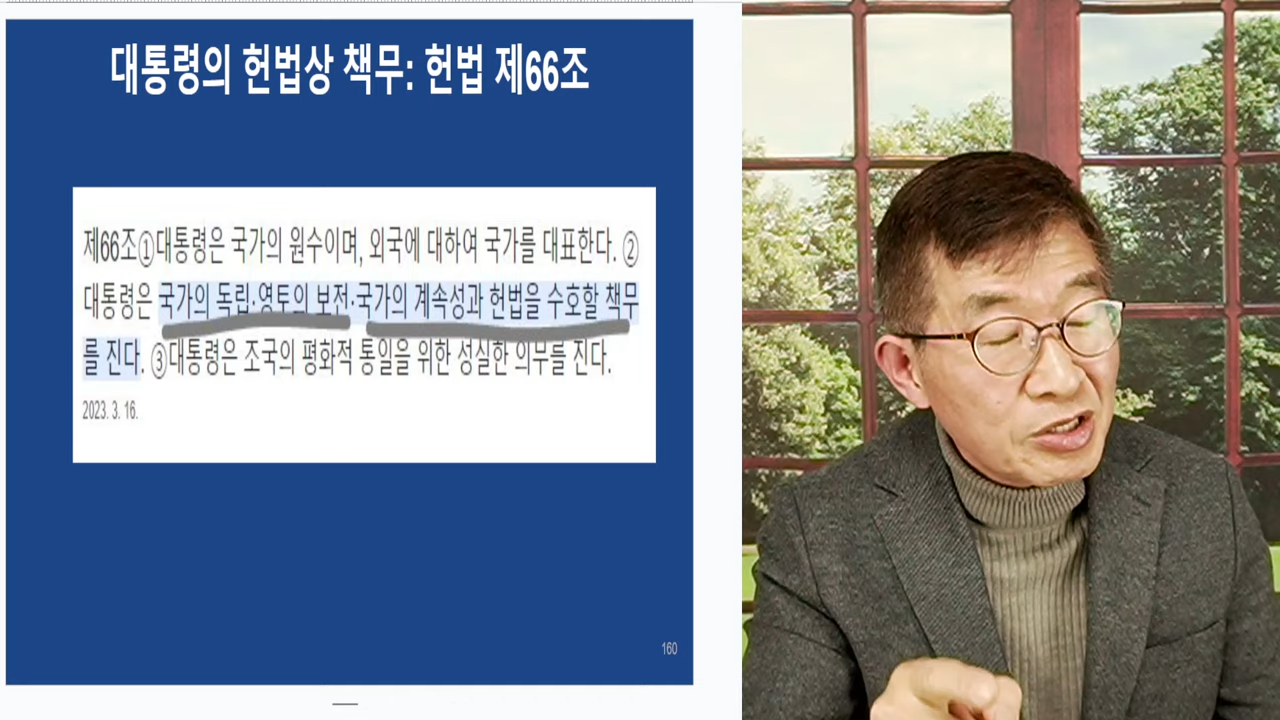 대통령의 헌법상 책무: 헌법 제66조
제66조①대통령은 국가의 원수이며, 외국에 대하여 국가를 대표한다. ②
대통령은 국가의 독립·영토의 보전·국가의 계속성과 헌법을 수호할 책무
를 진다. ③대통령은 조국의 평화적 통일을 위한 성실한 의무를 진다.
2023. 3. 16.
160